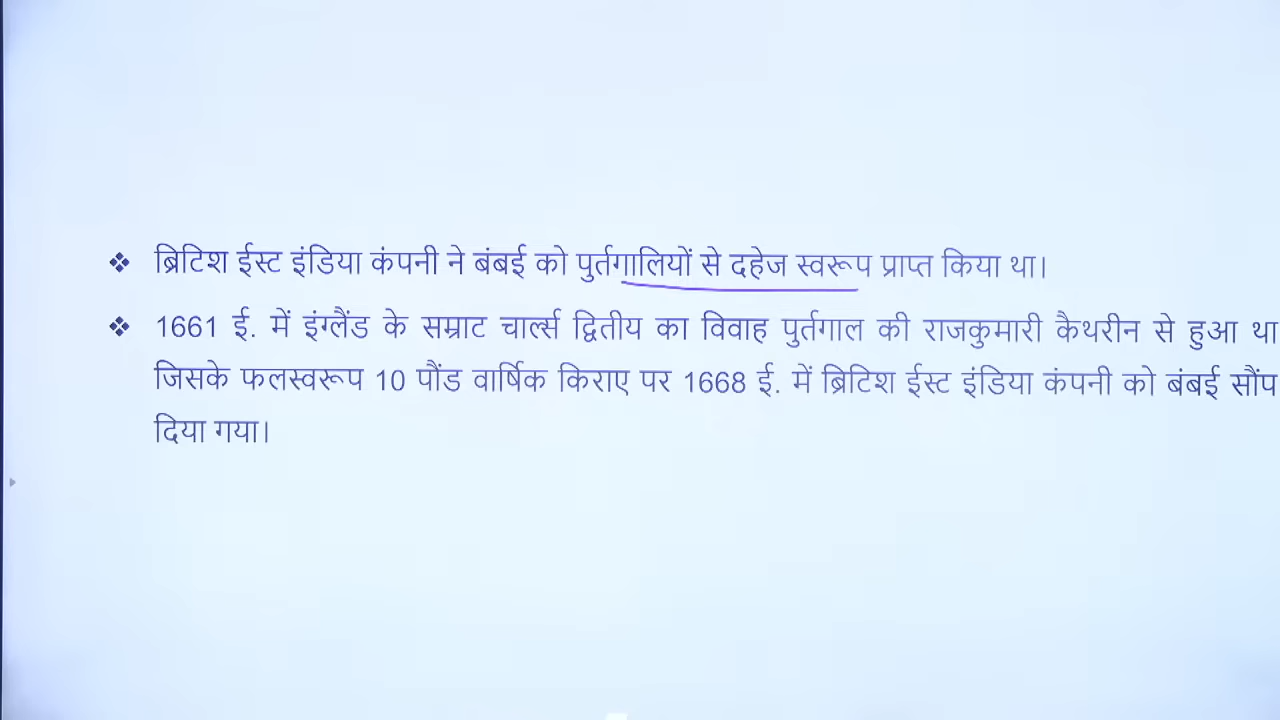 ❖ ब्रिटिश ईस्ट इंडिया कंपनी ने बंबई को पुर्तगालियों से दहेज स्वरूप प्राप्त किया था।
❖ 1661 ई. में इंग्लैंड के सम्राट चार्ल्स द्वितीय का विवाह पुर्तगाल की राजकुमारी कैथरीन से हुआ था
जिसके फलस्वरूप 10 पौंड वार्षिक किराए पर 1668 ई. में ब्रिटिश ईस्ट इंडिया कंपनी को बंबई सौंप
दिया गया।